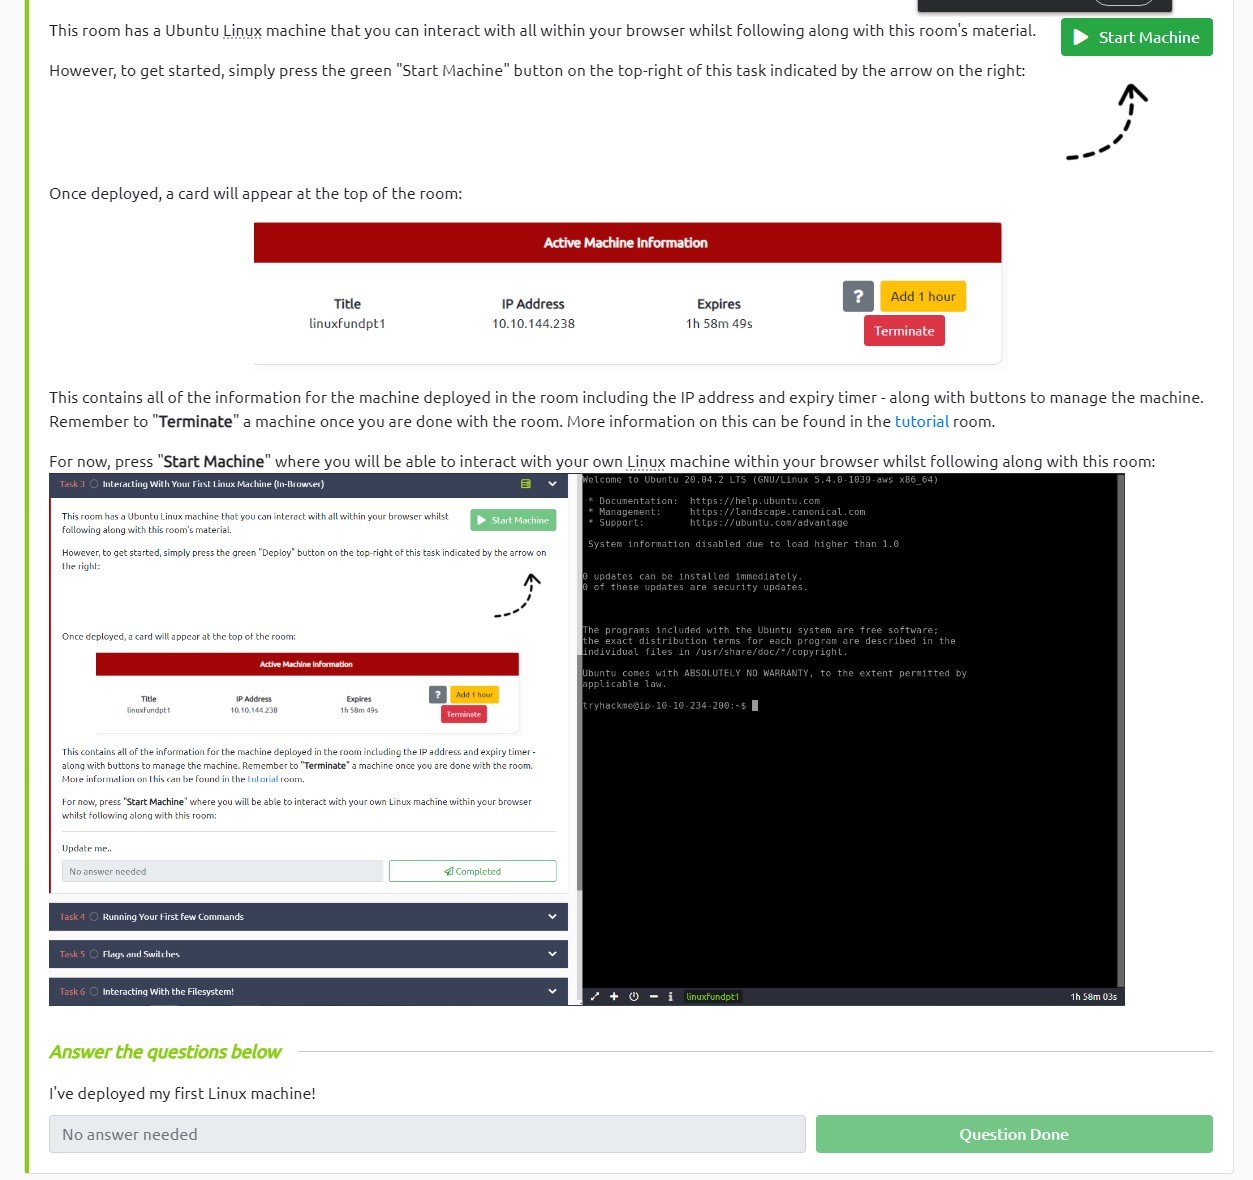 This room has a Ubuntu Linux machine that you can interact with all within your browser whilst following along with this room's material.
Start Machine
However, to get started, simply press the green "Start Machine" button on the top-right of this task indicated by the arrow on the right:
Once deployed, a card will appear at the top of the room:
Active Machine Information
Title IP Address Expires ? Add 1 hour
linuxfundpt1 10.10.144.238 1h 58m 49s
Terminate
This contains all of the information for the machine deployed in the room including the IP address and expiry timer - along with buttons to manage the machine.
Remember to "Terminate" a machine once you are done with the room. More information on this can be found in the tutorial room.
For now, press "Start Machine" where you will be able to interact with your own Linux machine within your browser whilst following along with this room:
Task 3 Interacting With Your First Linux Machine (In-Browser)
This room has a Ubuntu Linux machine that you can interact with all within your browser whilst
following along with this room's material.
Start Machine
However, to get started, simply press the green "Deploy" button on the top-right of this task indicated by the arrow on
the right:
Once deployed, a card will appear at the top of the room:
Active Machine Information
Title IP Address Expires ? Add 1 hour
linuxfundpt1 10.10.144.238 1h 58m 49s
Terminate
This contains all of the information for the machine deployed in the room including the IP address and expiry timer -
along with buttons to manage the machine. Remember to "Terminate" a machine once you are done with the room.
More information on this can be found in the tutorial room.
For now, press "Start Machine" where you will be able to interact with your own Linux machine within your browser
whilst following along with this room:
Update me..
No answer needed
Completed
Task 4 Running Your First few Commands
Task 5 Flags and Switches
Task 6 Interacting With the Filesystem!
Welcome to Ubuntu 20.04.2 LTS (GNU/Linux 5.4.0-1039-aws x86_64)
* Documentation: https://help.ubuntu.com
* Management: https://landscape.canonical.com
* Support: https://ubuntu.com/advantage
System information disabled due to load higher than 1.0
0 updates can be installed immediately.
0 of these updates are security updates.
The programs included with the Ubuntu system are free software;
the exact distribution terms for each program are described in the
individual files in /usr/share/doc/*/copyright.
Ubuntu comes with ABSOLUTELY NO WARRANTY, to the extent permitted by
applicable law.
tryhackme@ip-10-10-234-200:~$
linuxfundpt1 1h 58m 03s
Answer the questions below
I've deployed my first Linux machine!
No answer needed
Question Done